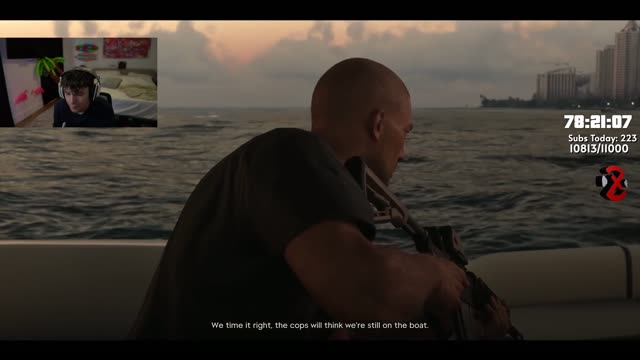 78:21:07
Subs Today: 223
10813/11000
We time it right, the cops will think we're still on the boat.